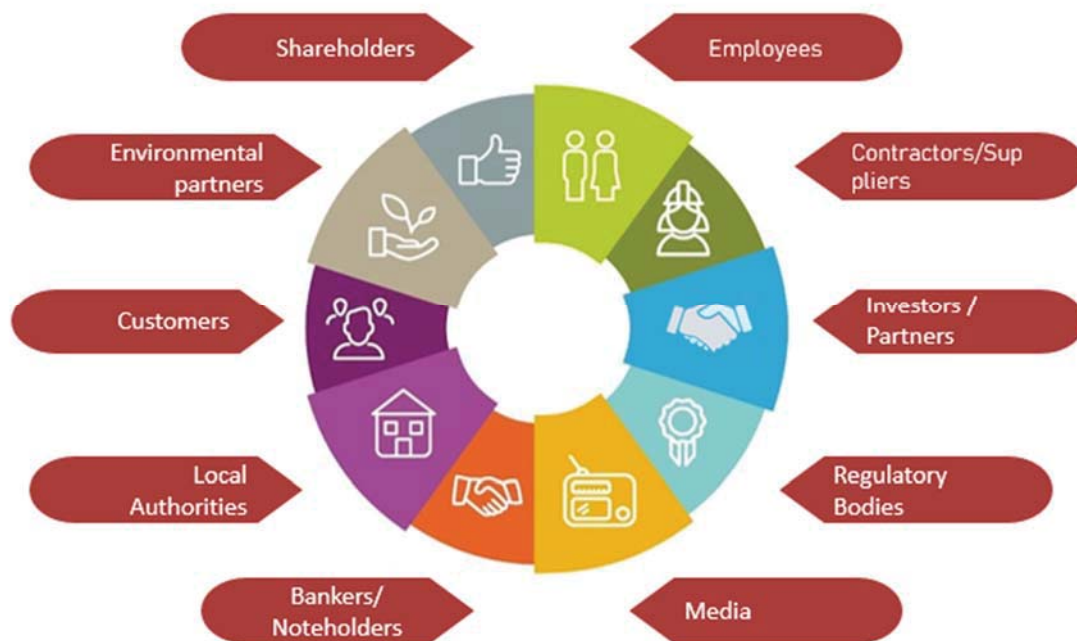 Shareholders
Employees
Environmental
partners
Contractors/Sup
pliers
Customers
Investors /
Partners
Local
Authorities
Regulatory
Bodies
Bankers/
Noteholders
Media